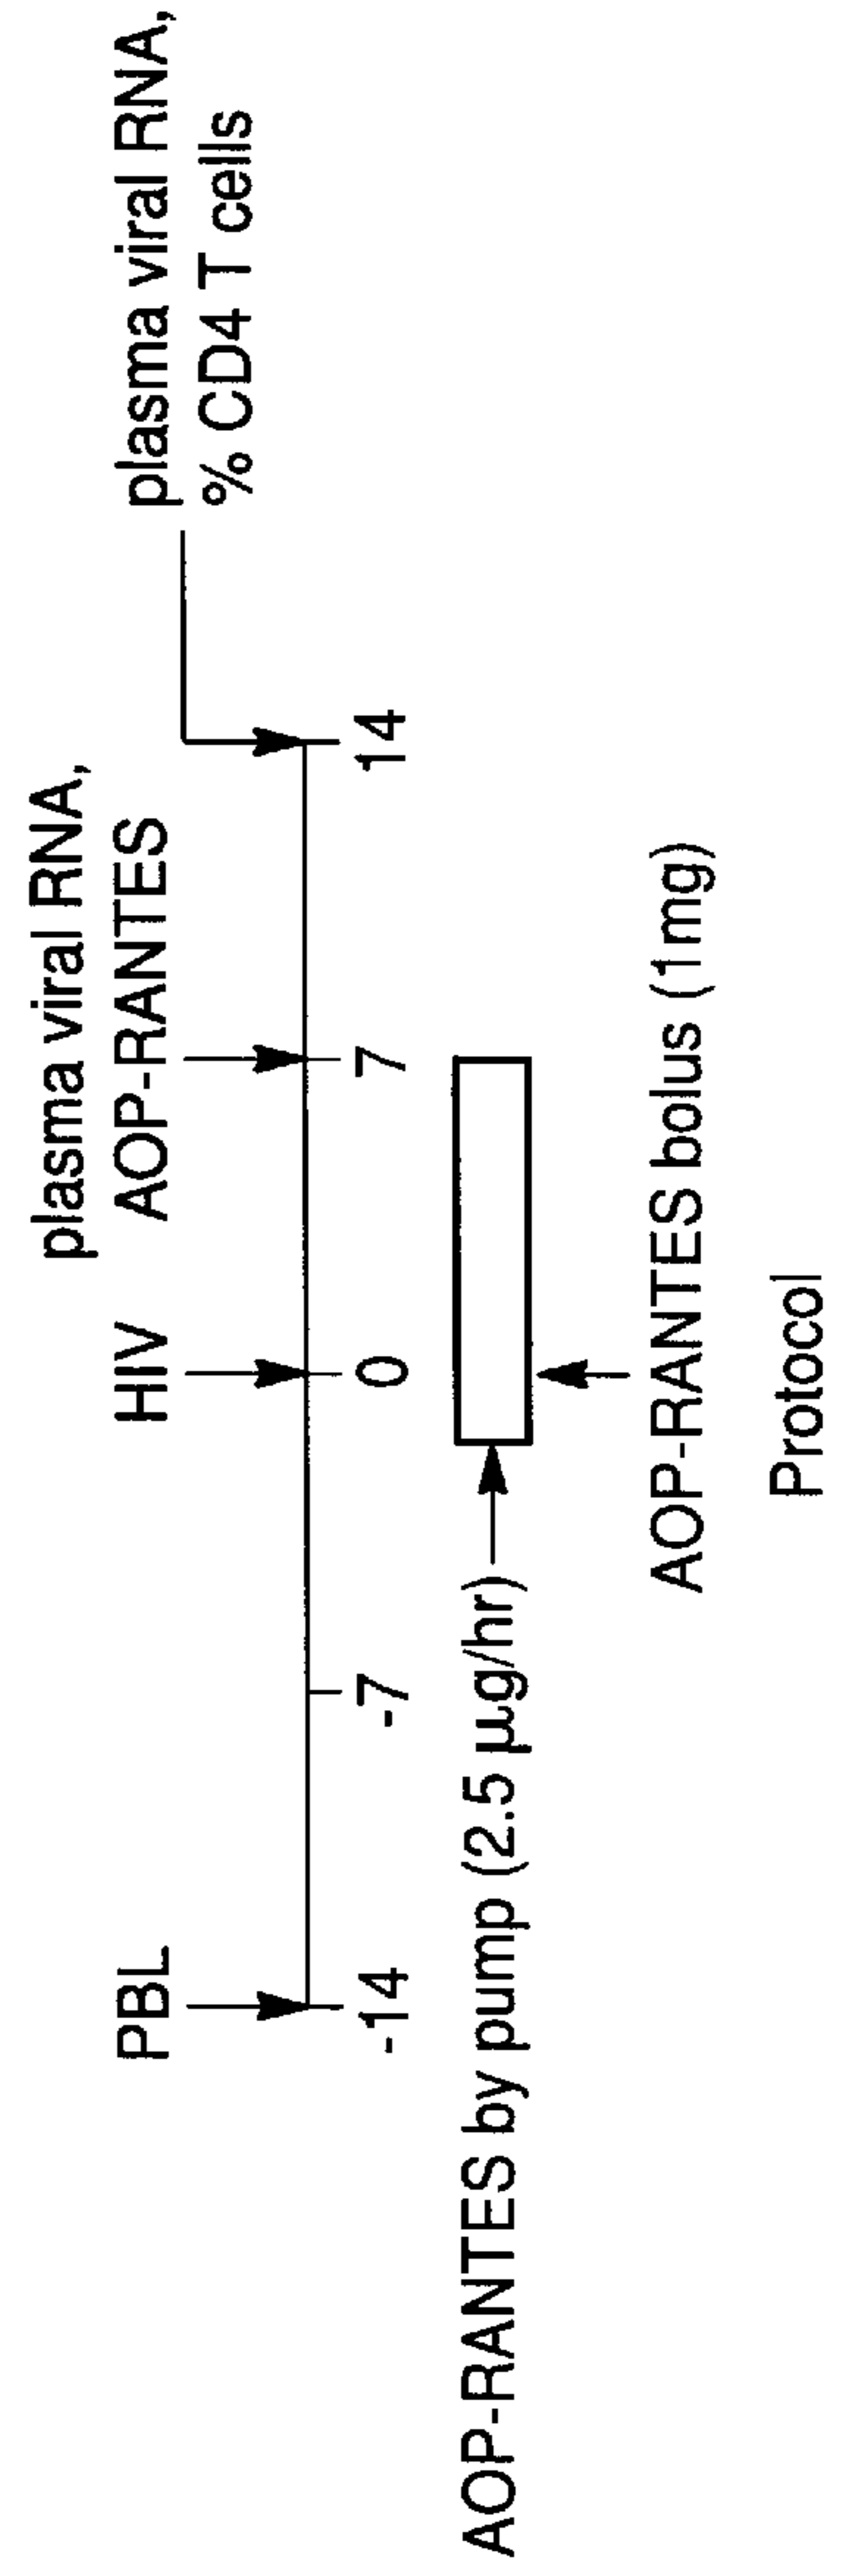 plasma viral RNA,
PBL
HIV
AOP-RANTES
plasma viral RNA,
% CD4 T cells
-14
-7
0
7
14
AOP-RANTES by pump (2.5 µg/hr)
AOP-RANTES bolus (1mg)
Protocol